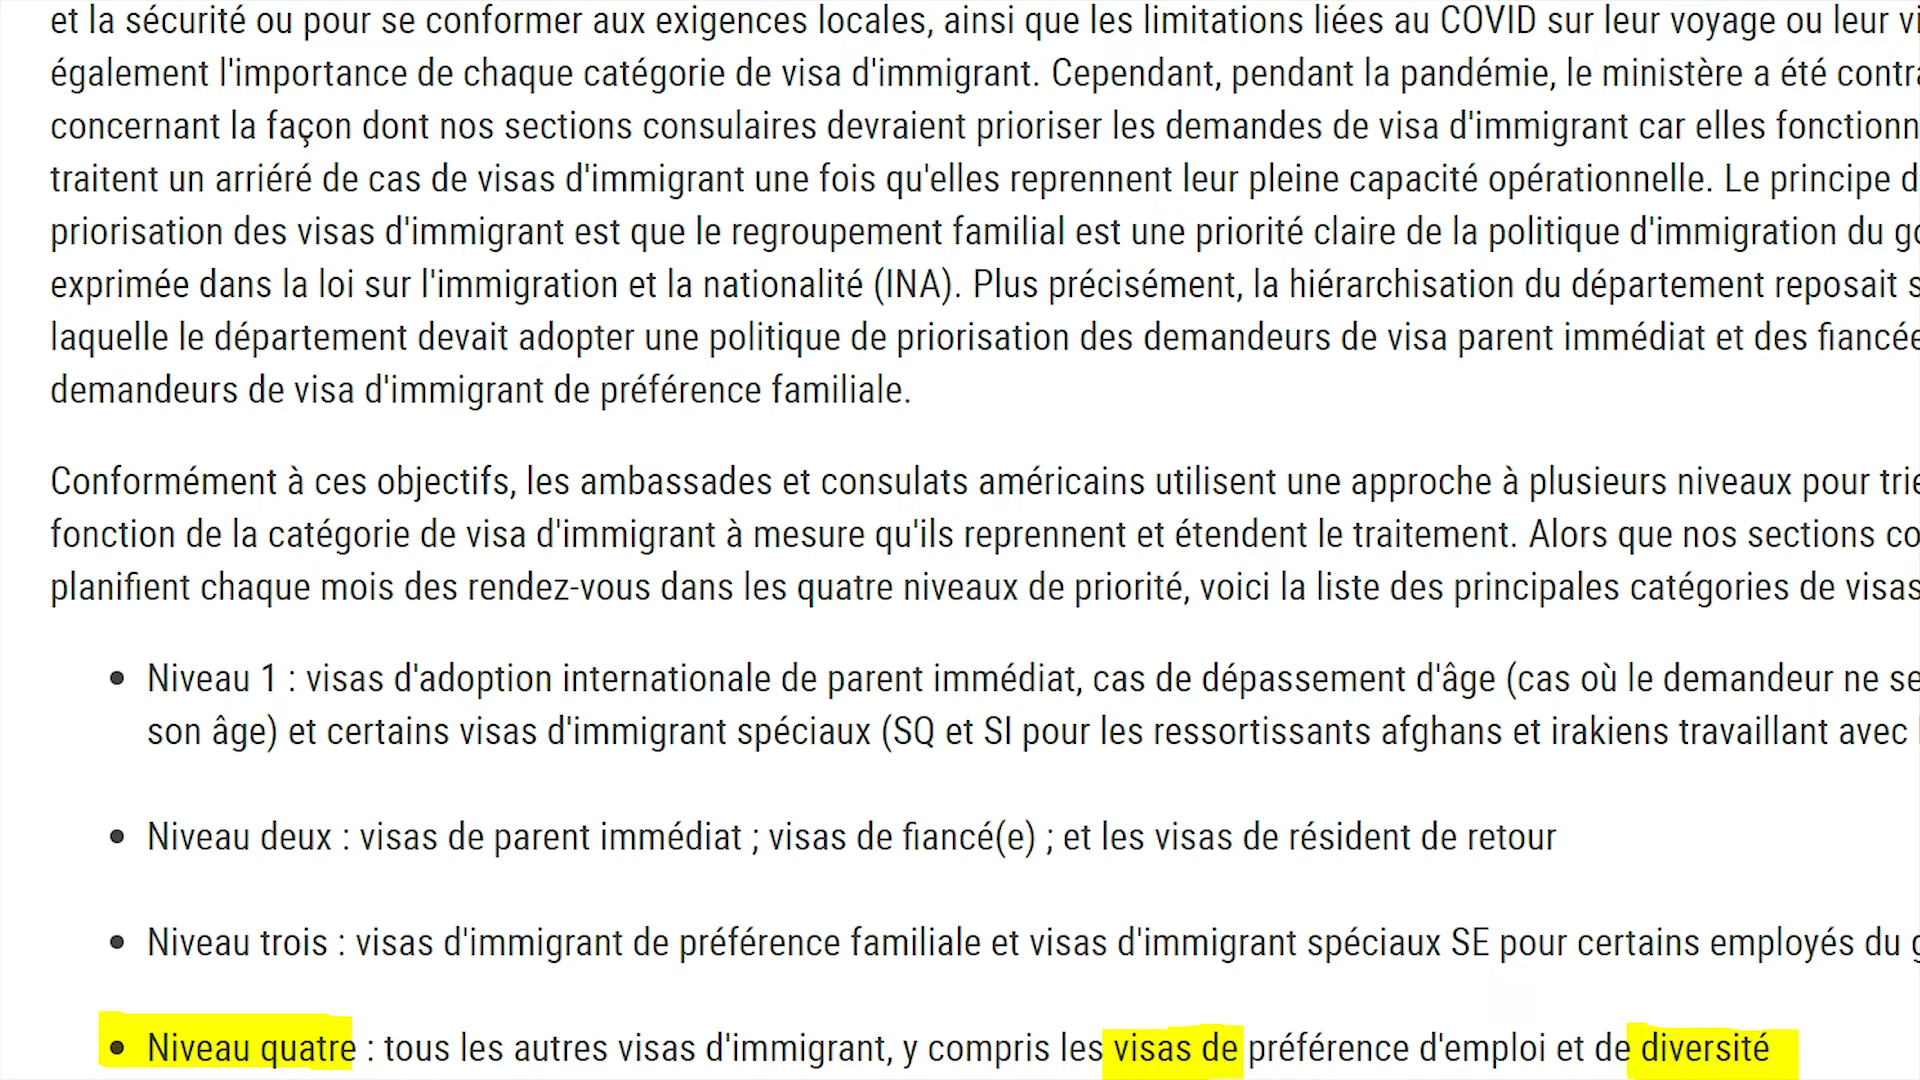 et la sécurité ou pour se conformer aux exigences locales, ainsi que les limitations liées au COVID sur leur voyage ou leur
également l'importance de chaque catégorie de visa d'immigrant. Cependant, pendant la pandémie, le ministère a été
concernant la façon dont nos sections consulaires devraient prioriser les demandes de visa d'immigrant car elles
traitent un arriéré de cas de visas d'immigrant une fois qu'elles reprennent leur pleine capacité opérationnelle. Le principe
priorisation des visas d'immigrant est que le regroupement familial est une priorité claire de la politique d'immigration du
exprimée dans la loi sur l'immigration et la nationalité (INA). Plus précisément, la hiérarchisation du département reposait
laquelle le département devait adopter une politique de priorisation des demandeurs de visa parent immédiat et des
demandeurs de visa d'immigrant de préférence familiale.
Conformément à ces objectifs, les ambassades et consulats américains utilisent une approche à plusieurs niveaux pour
fonction de la catégorie de visa d'immigrant à mesure qu'ils reprennent et étendent le traitement. Alors que nos sections
planifient chaque mois des rendez-vous dans les quatre niveaux de priorité, voici la liste des principales catégories de visas
• Niveau 1 : visas d'adoption internationale de parent immédiat, cas de dépassement d'âge (cas où le demandeur ne
son âge) et certains visas d'immigrant spéciaux (SQ et SI pour les ressortissants afghans et irakiens travaillant avec
• Niveau deux : visas de parent immédiat ; visas de fiancé(e) ; et les visas de résident de retour
• Niveau trois : visas d'immigrant de préférence familiale et visas d'immigrant spéciaux SE pour certains employés du
• Niveau quatre : tous les autres visas d'immigrant, y compris les visas de préférence d'emploi et de diversité